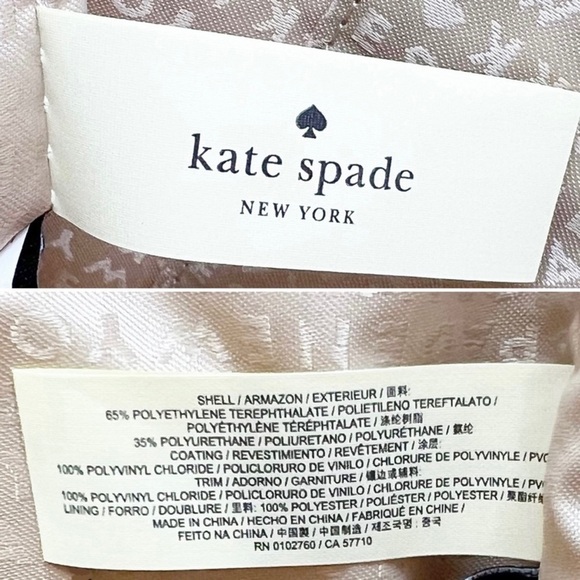 kate spade
NEW YORK
SHELL / ARMAZON / EXTERIEUR / 面料:
65% POLYETHYLENE TEREPHTHALATE / POLIETILENO TEREFTALATO /
POLYÉTHYLÈNE TÉRÉPHTALATE / 涤纶树脂
35% POLYURETHANE / POLIURETANO / POLYURÉTHANE / 氨纶
COATING / REVESTIMIENTO / REVÊTEMENT / 涂层:
100% POLYVINYL CHLORIDE / POLICLORURO DE VINILO / CHLORURE DE POLYVINYLE / PVC
TRIM / ADORNO / GARNITURE / 镶边或辅料:
100% POLYVINYL CHLORIDE / POLICLORURO DE VINILO / CHLORURE DE POLYVINYLE / PVC
LINING / FORRO / DOUBLURE / 里料: 100% POLYESTER / POLIÉSTER / POLYESTER / 聚酯纤维
MADE IN CHINA / HECHO EN CHINA / FABRIQUÉ EN CHINE /
FEITO NA CHINA / 中国製 / 中国制造 / 제조국명 : 중국
RN 0102760 / CA 57710